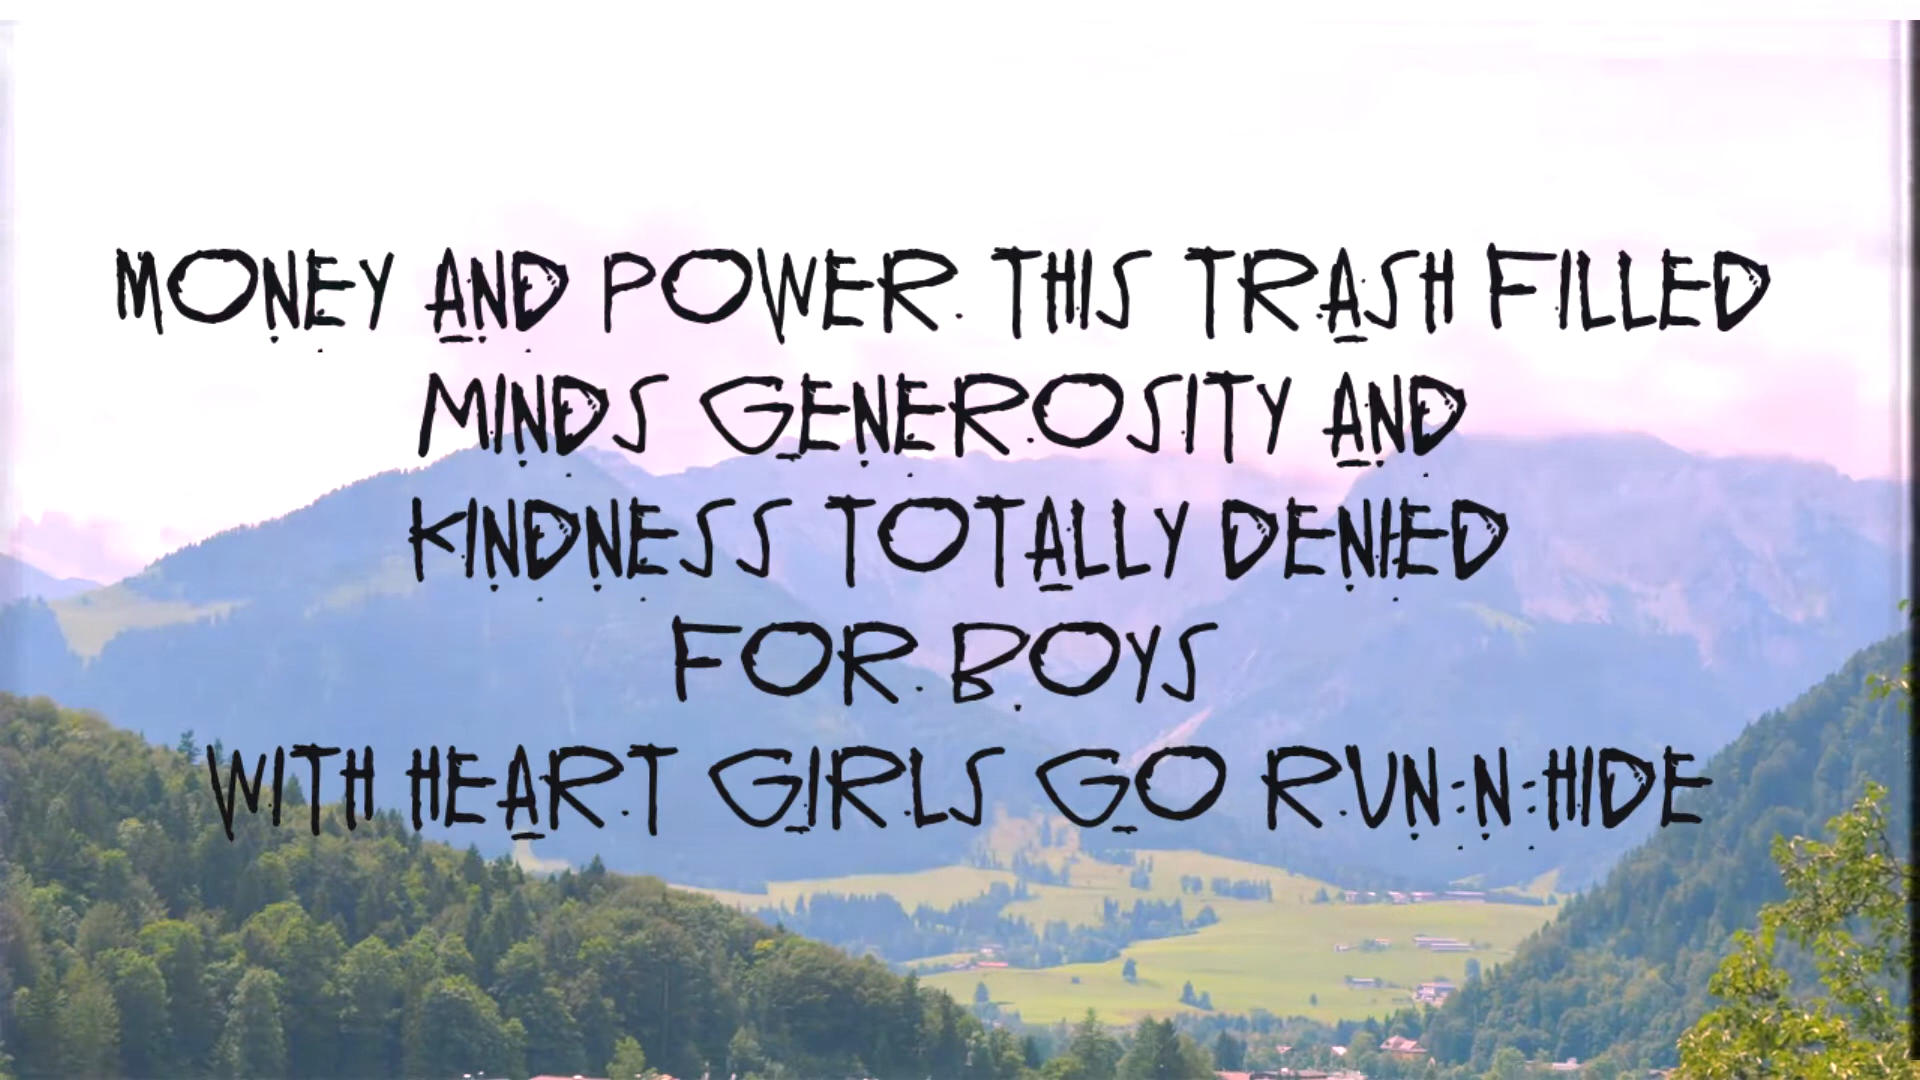 MONEY AND POWER THIS TRASH FILLED
MINDS GENEROSITY AND
KINDNESS TOTALLY DENIED
FOR BOYS
WITH HEART GIRLS GO RUN-N-HIDE